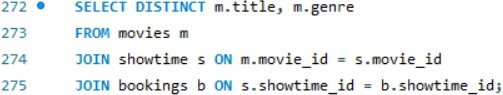 272 SELECT DISTINCT m.title, m.genre
273 FROM movies m
274 JOIN showtime s ON m.movie_id = s.movie_id
275 JOIN bookings b ON s.showtime_id = b.showtime_id;